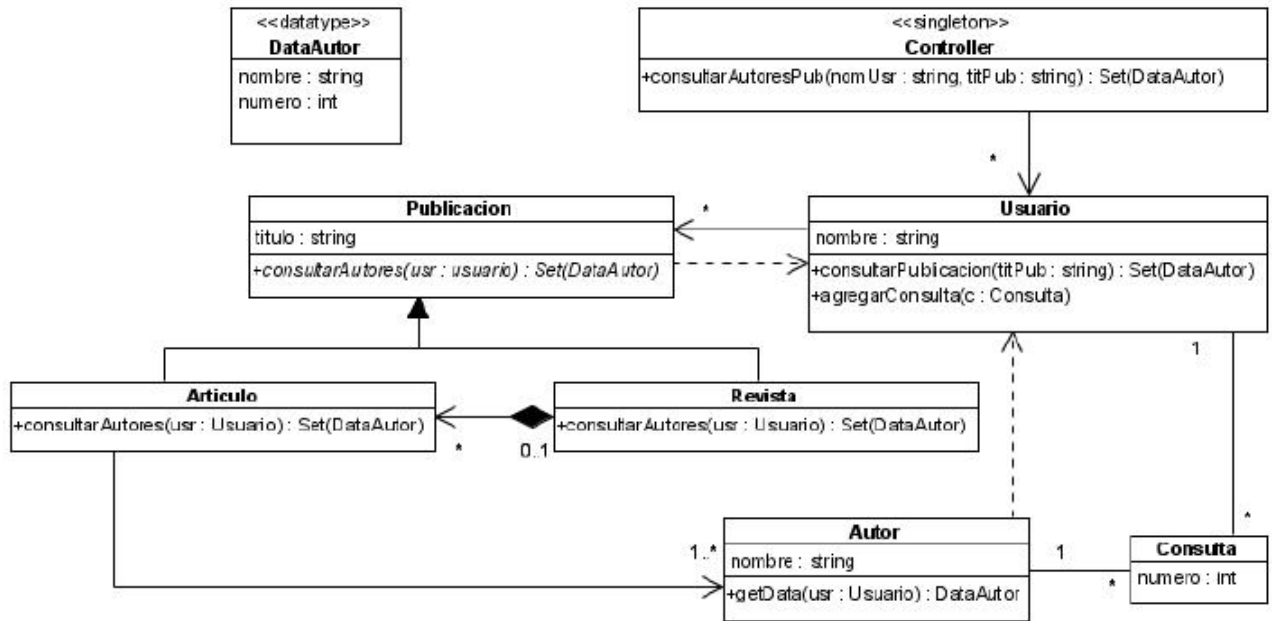 <<datatype>>
DataAutor
nombre : string
numero : int
<<singleton>>
Controller
+consultarAutoresPub(nomUsr : string, titPub : string) : Set(DataAutor)
*
Publicacion
titulo : string
+consultarAutores(usr : usuario) : Set(DataAutor)
*
Usuario
nombre : string
+consultarPublicacion(titPub : string) : Set(DataAutor)
+agregarConsulta(c : Consulta)
1
Articulo
+consultarAutores(usr : Usuario) : Set(DataAutor)
*
0..1
Revista
+consultarAutores(usr : Usuario) : Set(DataAutor)
1..*
Autor
nombre : string
+getData(usr : Usuario) : DataAutor
1
*
*
Consulta
numero : int